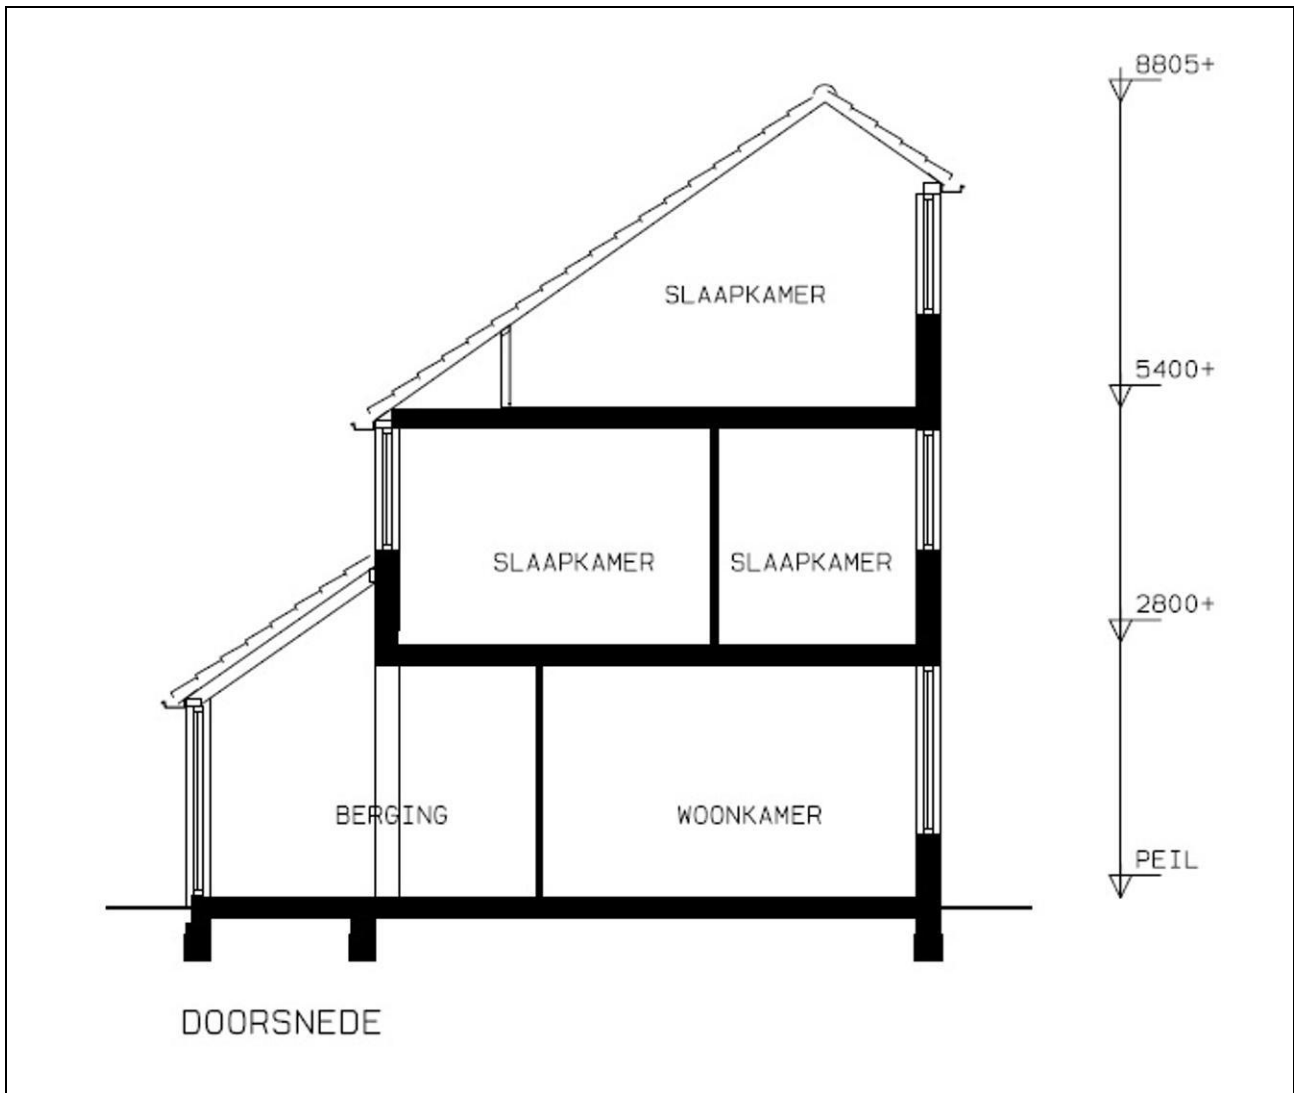 8805+
SLAAPKAMER
5400+
SLAAPKAMER SLAAPKAMER
2800+
BERGING WOONKAMER
PEIL
DOORSNEDE